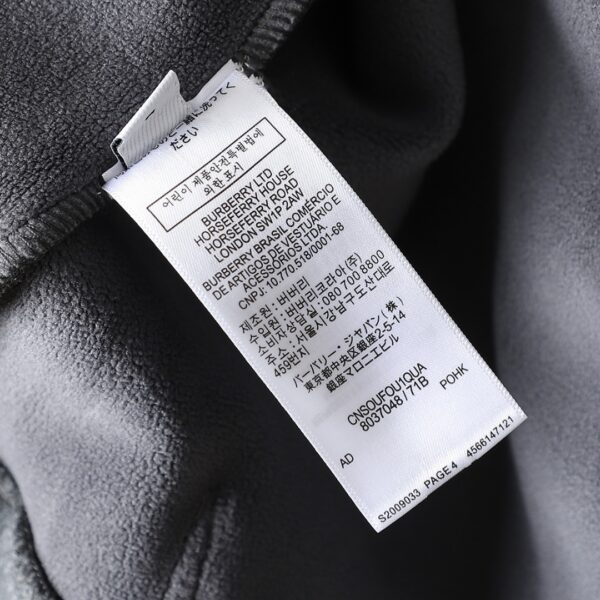 ださい
어린이제품안전특별법에
의한 표시
BURBERRY LTD
HORSEFERRY HOUSE
HORSEFERRY ROAD
LONDON SW1P 2AW
BURBERRY BRASIL COMÉRCIO
DE ARTIGOS DE VESTUÁRIO E
ACESSÓRIOS LTDA.
CNPJ: 10.770.518/0001-68
제조원: 버버리
수입원: 버버리코리아(주)
소비자상담실: 080 700 8800
주소: 서울시강남구도산대로
459번지
バーバリー・ジャパン(株)
東京都中央区銀座2-5-14
銀座マロニエビル
CNSOUFOU1QUA
8037048/71B
AD POHK
S2009033 PAGE 4 4566147121